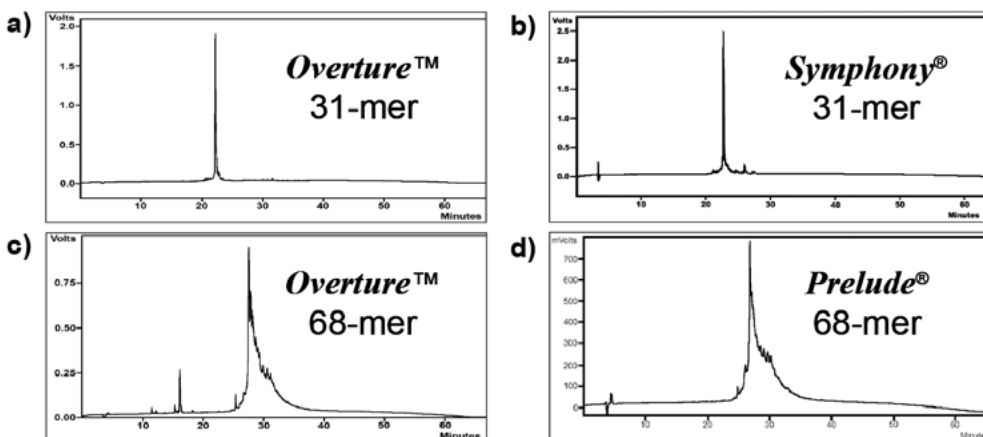 a)
Volts
Overture™
31-mer
2.0
1.5
1.0
0.5
0.0
10 20 30 40 50 60
Minutes
b)
Volts
Symphony®
31-mer
2.5
2.0
1.5
1.0
0.5
0.0
10 20 30 40 50 60
Minutes
c)
Volts
Overture™
68-mer
0.75
0.50
0.25
0.00
10 20 30 40 50 60
Minutes
d)
mVolts
Prelude®
68-mer
700
600
500
400
300
200
100
0
10 20 30 40 50 60
Minutes